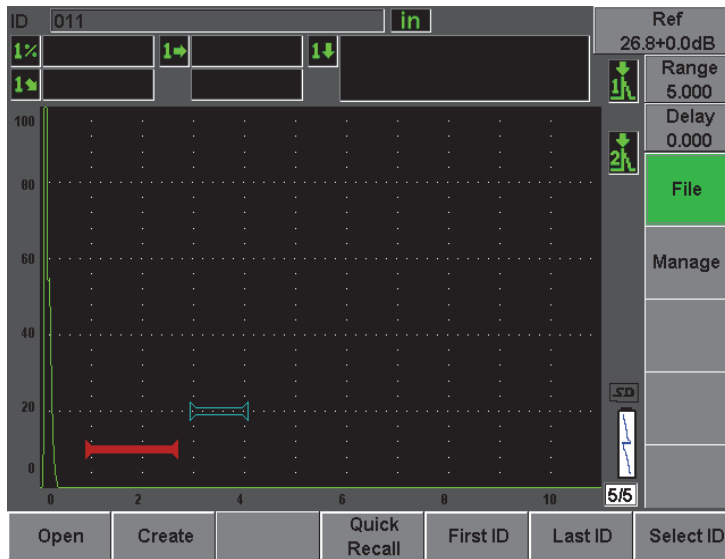 ID 011 in
Ref
26.8+0.0dB
1%
1
1
1
Range
5.000
1
Delay
0.000
2
100
80
60
40
20
0
0 2 4 6 8 10
File
Manage
SD
5/5
Open Create Quick Recall First ID Last ID Select ID